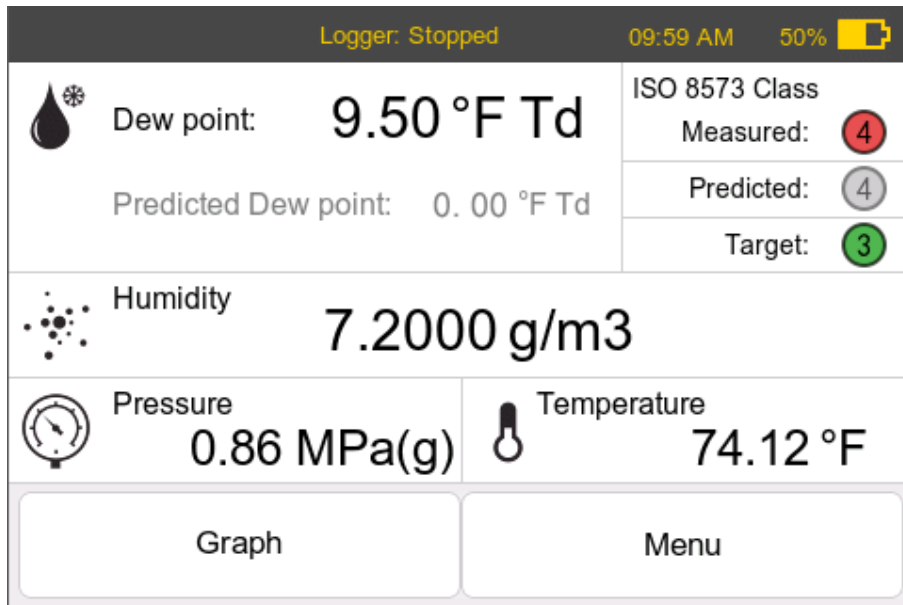 Logger: Stopped 09:59 AM 50%
Dew point: 9.50 °F Td
Predicted Dew point: 0. 00 °F Td
ISO 8573 Class
Measured: 4
Predicted: 4
Target: 3
Humidity
7.2000 g/m3
Pressure
0.86 MPa(g)
Temperature
74.12 °F
Graph
Menu